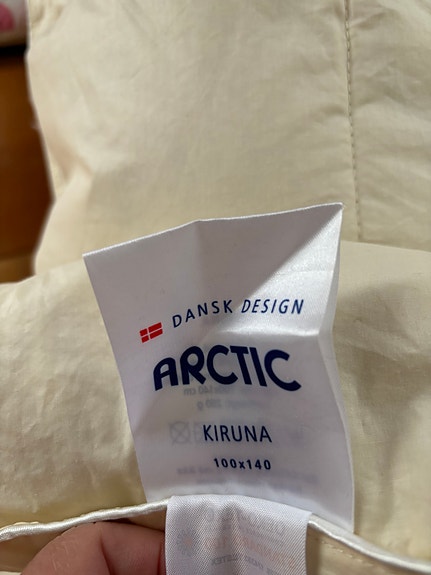 DANSK DESIGN
ARCTIC
KIRUNA
100x140